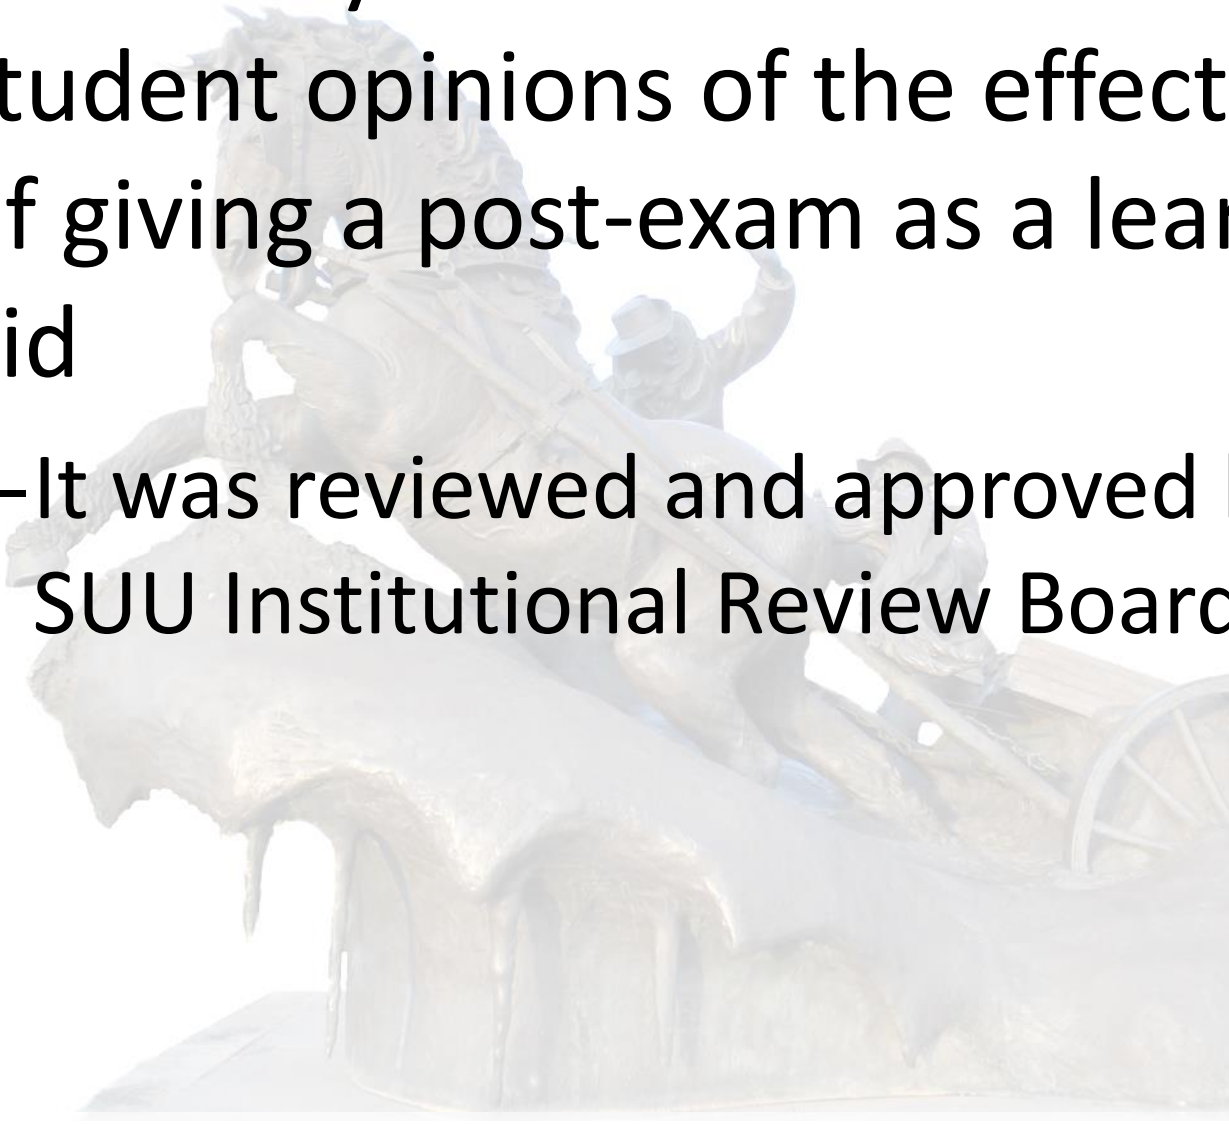 tudent opinions of the effect
f giving a post-exam as a lear
id
–It was reviewed and approved
SUU Institutional Review Board